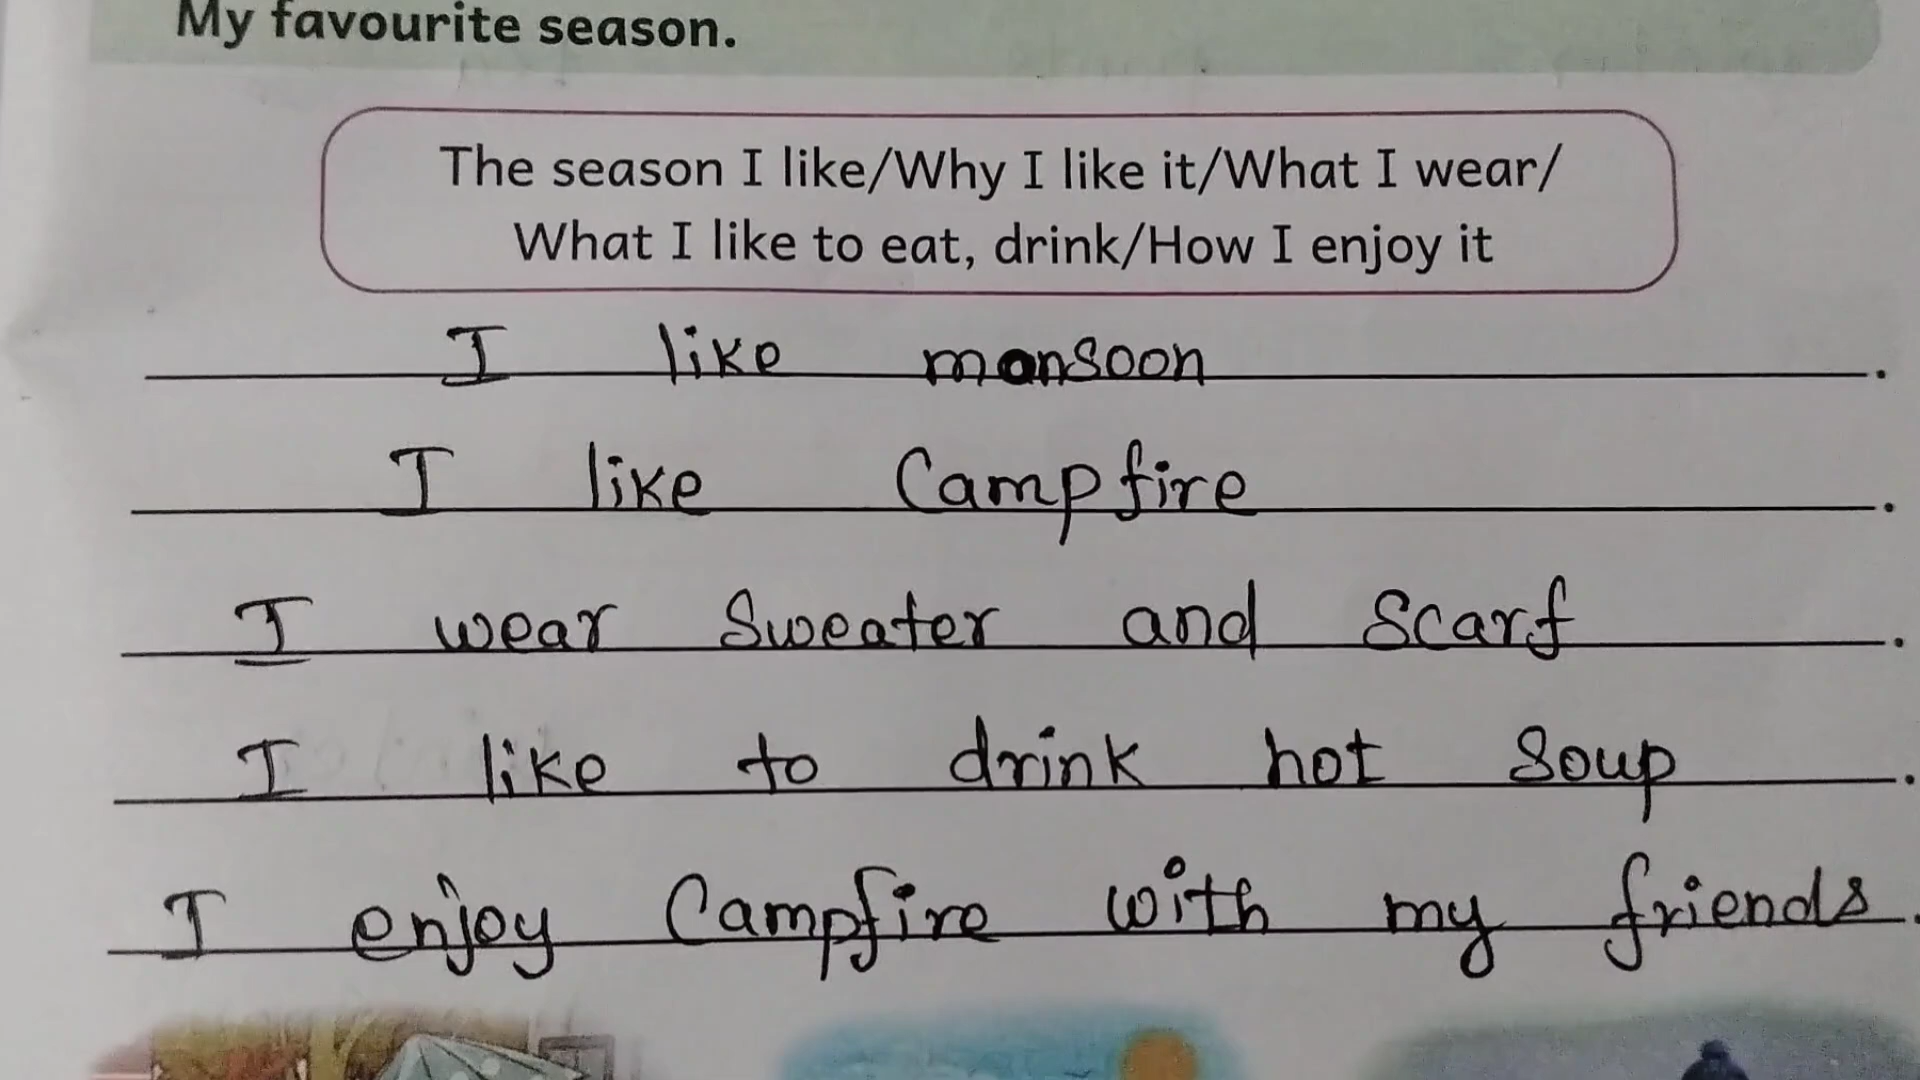 My favourite season.
The season I like/Why I like it/What I wear/
What I like to eat, drink/How I enjoy it
I like monsoon.
I like Campfire.
I wear Sweater and Scarf.
I like to drink hot Soup.
I enjoy Campfire with my friends.